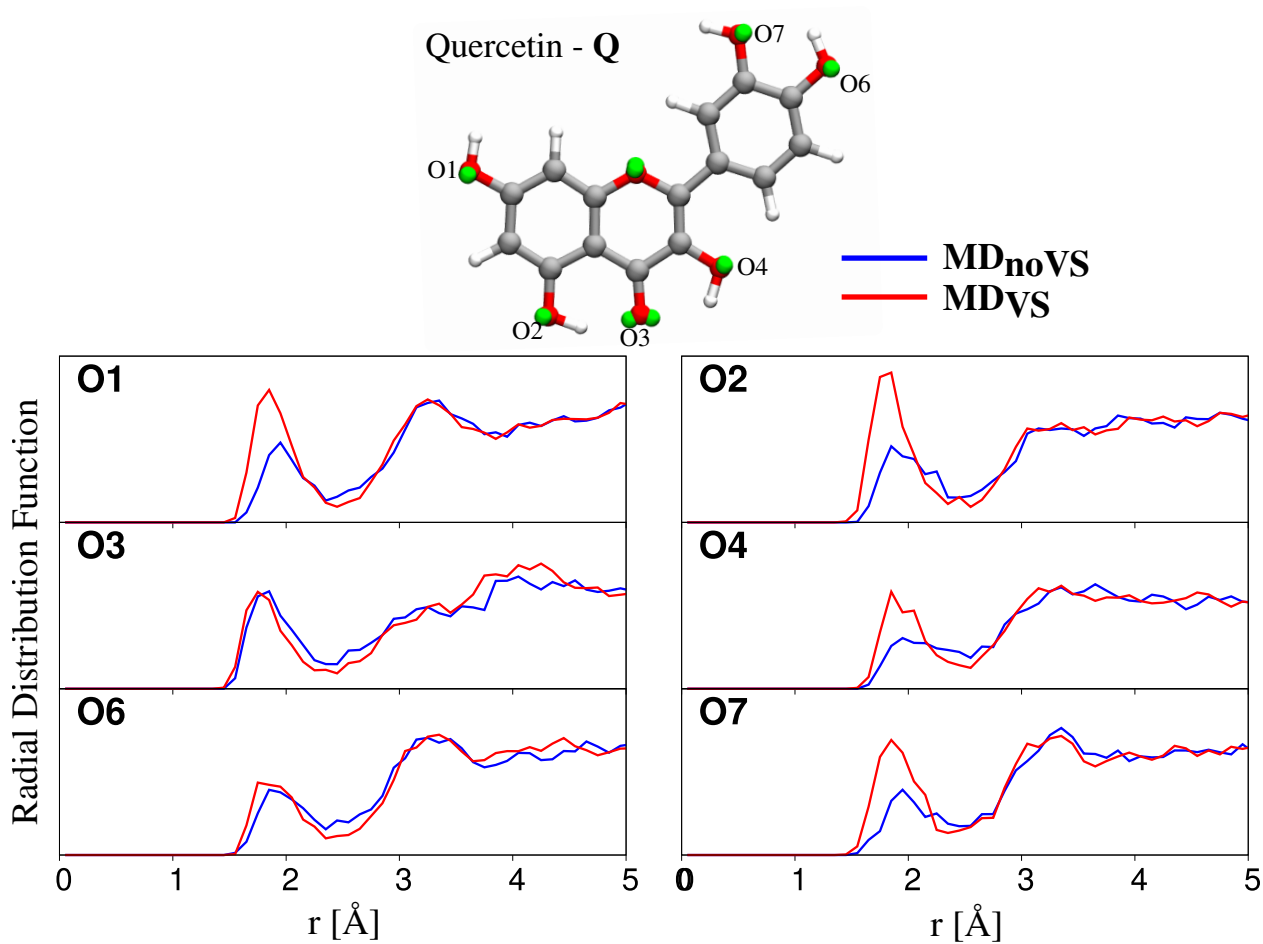 Quercetin - Q
O7
O6
O1
O4
O2
O3
MDnoVS
MDVS
Radial Distribution Function
O1
O2
O3
O4
O6
O7
0 1 2 3 4 5
0 1 2 3 4 5
r [Å]
r [Å]